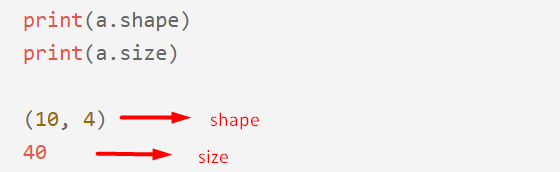 print(a.shape)
print(a.size)
(10, 4) shape
40 size